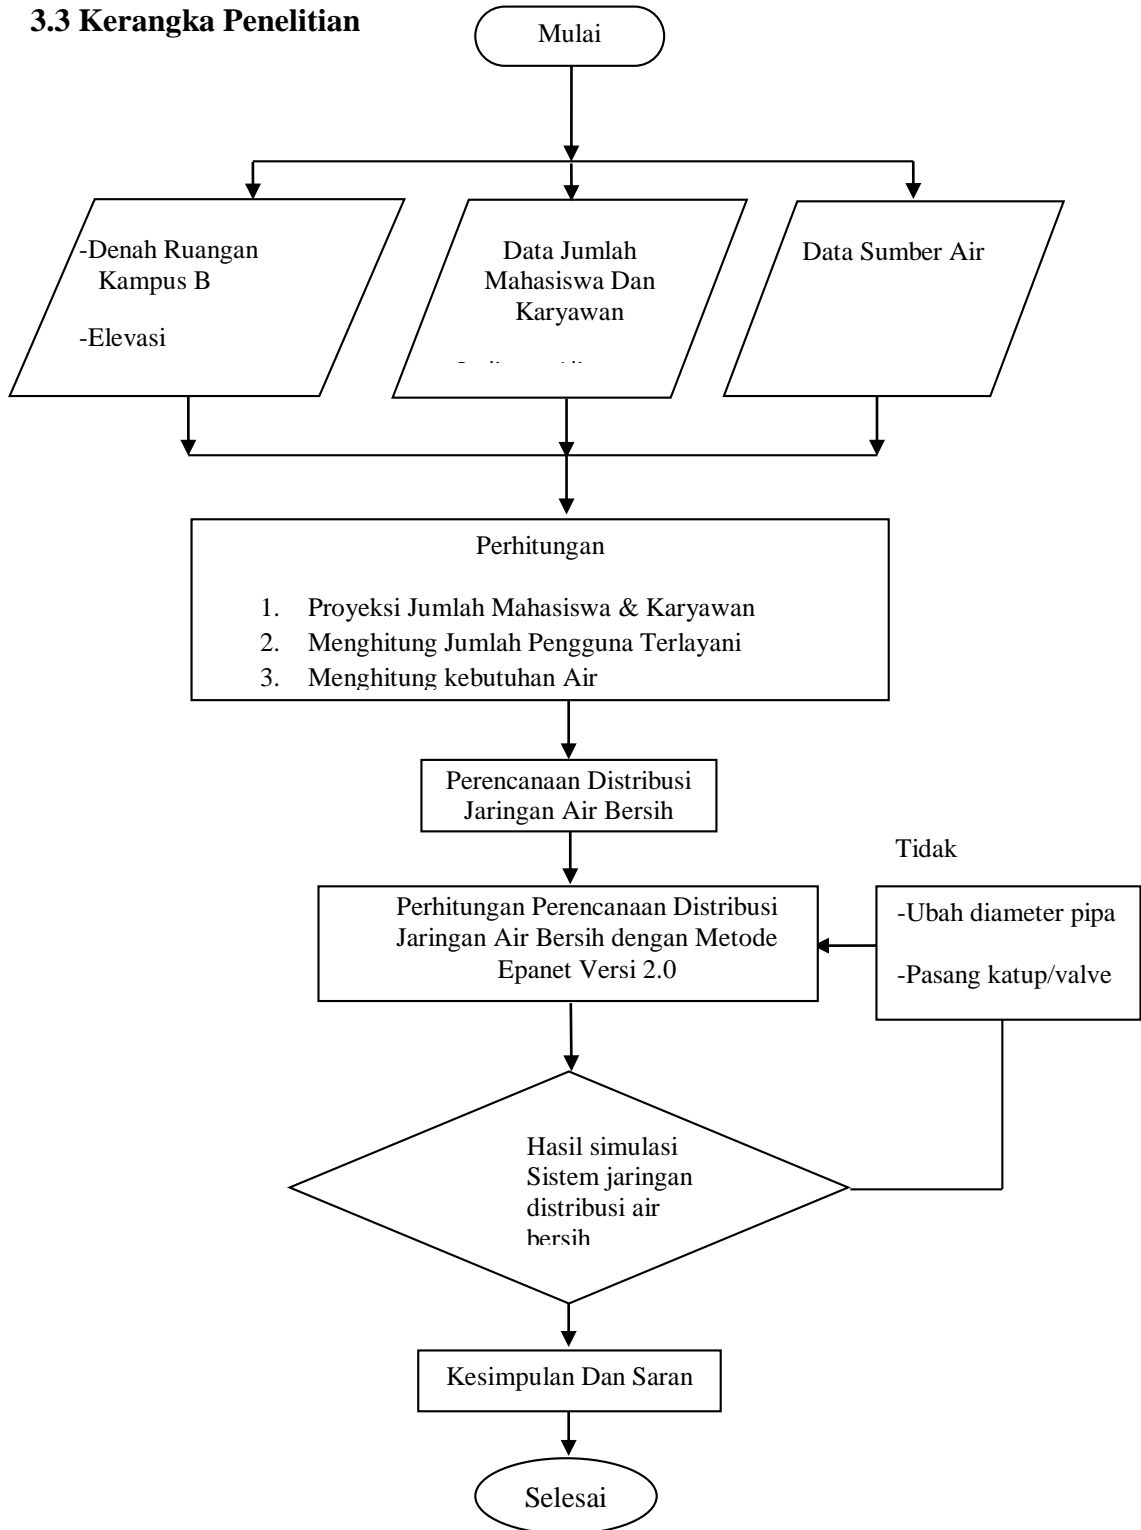 3.3 Kerangka Penelitian
Mulai
-Denah Ruangan
Kampus B
-Elevasi
Data Jumlah
Mahasiswa Dan
Karyawan
Data Sumber Air
Perhitungan
1. Proyeksi Jumlah Mahasiswa & Karyawan
2. Menghitung Jumlah Pengguna Terlayani
3. Menghitung kebutuhan Air
Perencanaan Distribusi
Jaringan Air Bersih
Tidak
Perhitungan Perencanaan Distribusi
Jaringan Air Bersih dengan Metode
Epanet Versi 2.0
-Ubah diameter pipa
-Pasang katup/valve
Hasil simulasi
Sistem jaringan
distribusi air
bersih
Kesimpulan Dan Saran
Selesai